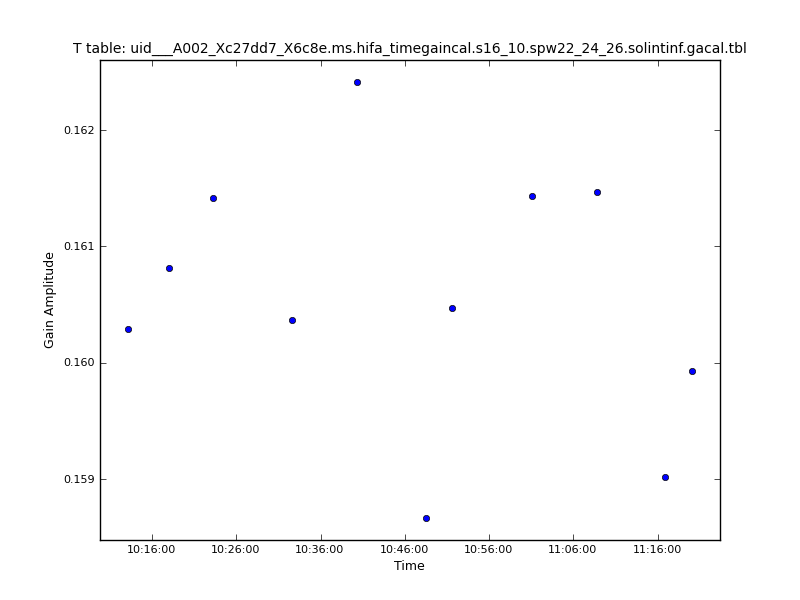 T table: uid___A002_Xc27dd7_X6c8e.ms.hifa_timegaincal.s16_10.spw22_24_26.solintinf.gacal.tbl
0.162
0.161
0.160
0.159
Gain Amplitude
10:16:00 10:26:00 10:36:00 10:46:00 10:56:00 11:06:00 11:16:00
Time